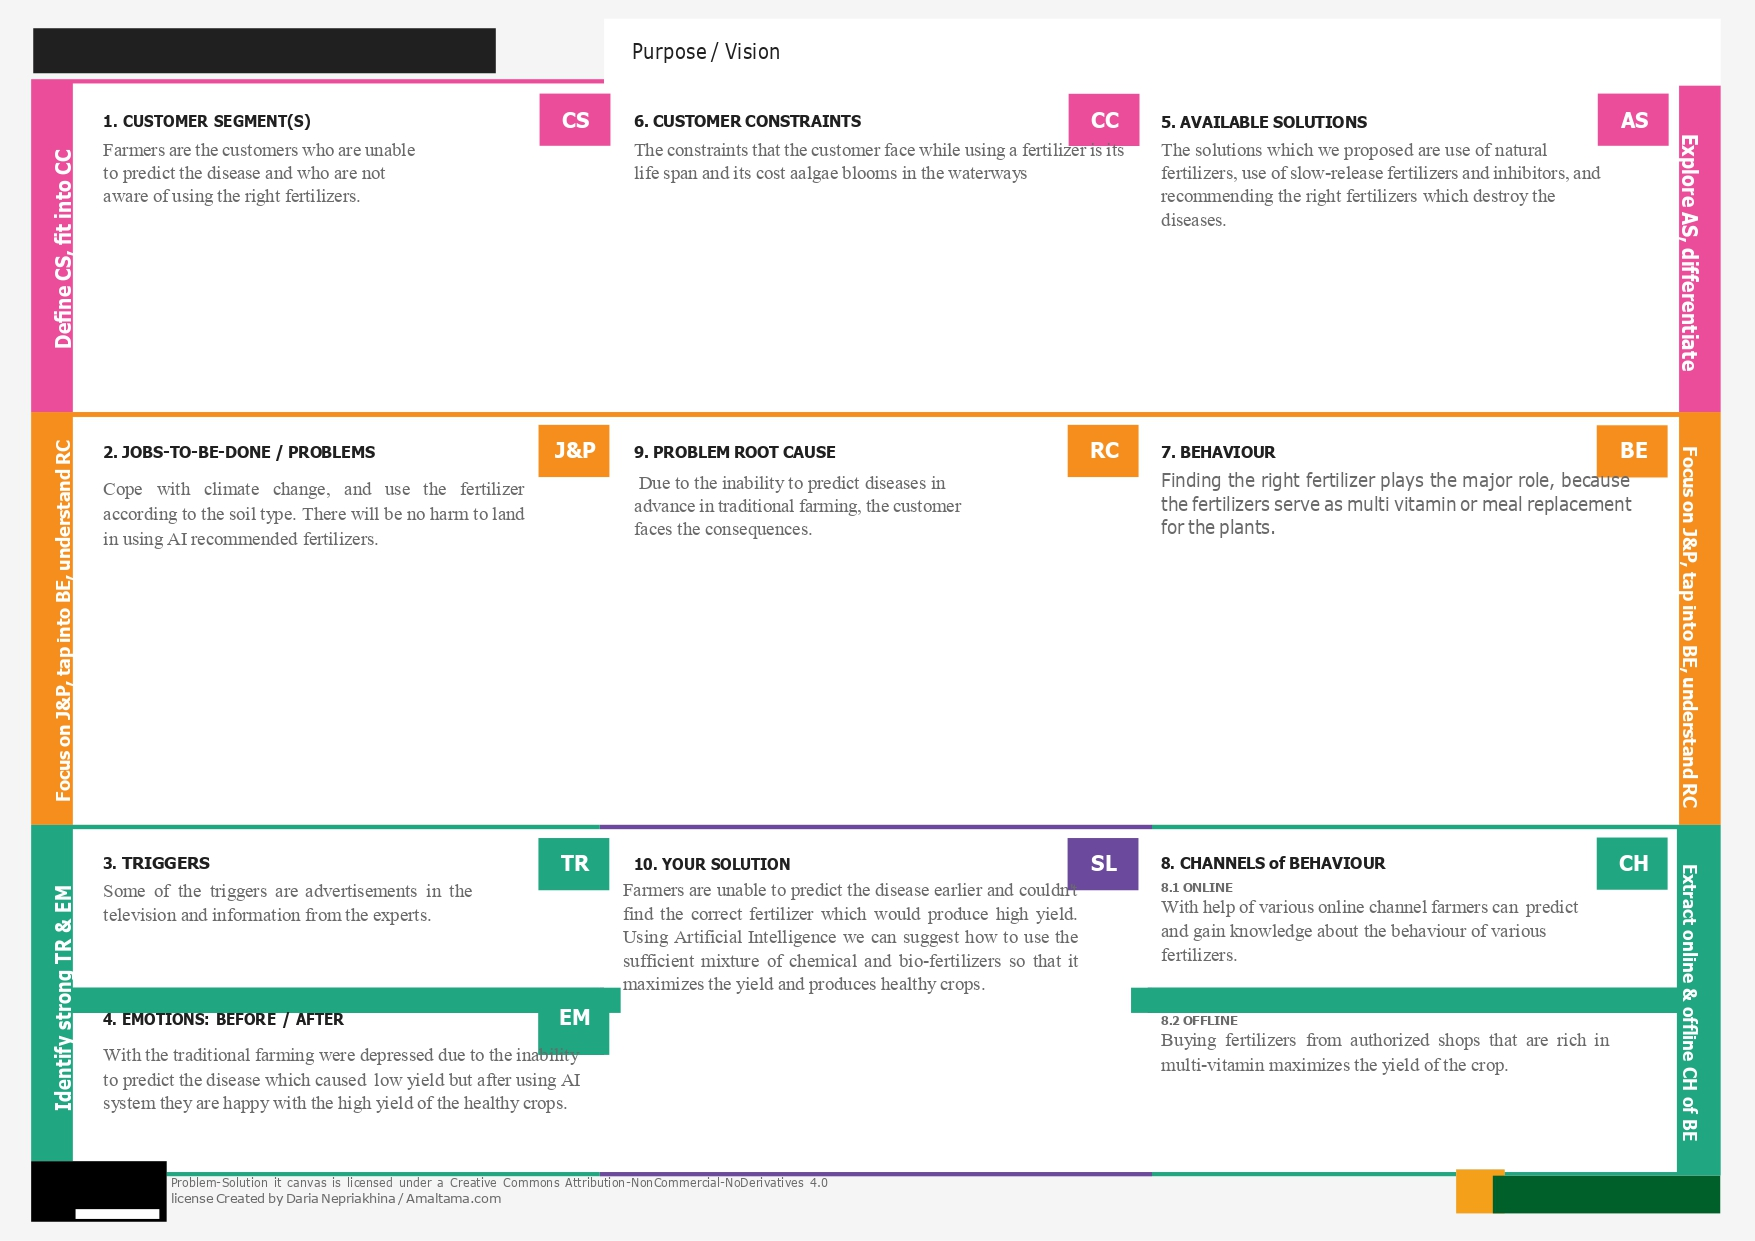 Purpose / Vision
Define CS, fit into CC
1. CUSTOMER SEGMENT(S)
CS
Farmers are the customers who are unable
to predict the disease and who are not
aware of using the right fertilizers.
6. CUSTOMER CONSTRAINTS
CC
The constraints that the customer face while using a fertilizer is its
life span and its cost aalgae blooms in the waterways
5. AVAILABLE SOLUTIONS
AS
The solutions which we proposed are use of natural
fertilizers, use of slow-release fertilizers and inhibitors, and
recommending the right fertilizers which destroy the
diseases.
Explore AS, differentiate
Focus on J&P, tap into BE, understand RC
2. JOBS-TO-BE-DONE / PROBLEMS
J&P
Cope with climate change, and use the fertilizer
according to the soil type. There will be no harm to land
in using AI recommended fertilizers.
9. PROBLEM ROOT CAUSE
RC
Due to the inability to predict diseases in
advance in traditional farming, the customer
faces the consequences.
7. BEHAVIOUR
BE
Finding the right fertilizer plays the major role, because
the fertilizers serve as multi vitamin or meal replacement
for the plants.
Focus on J&P, tap into BE, understand RC
Identify strong TR & EM
3. TRIGGERS
TR
Some of the triggers are advertisements in the
television and information from the experts.
4. EMOTIONS: BEFORE / AFTER
EM
With the traditional farming were depressed due to the inability
to predict the disease which caused low yield but after using AI
system they are happy with the high yield of the healthy crops.
10. YOUR SOLUTION
SL
Farmers are unable to predict the disease earlier and couldn't
find the correct fertilizer which would produce high yield.
Using Artificial Intelligence we can suggest how to use the
sufficient mixture of chemical and bio-fertilizers so that it
maximizes the yield and produces healthy crops.
8. CHANNELS of BEHAVIOUR
CH
8.1 ONLINE
With help of various online channel farmers can predict
and gain knowledge about the behaviour of various
fertilizers.
8.2 OFFLINE
Buying fertilizers from authorized shops that are rich in
multi-vitamin maximizes the yield of the crop.
Extract online & offline CH of BE
Problem-Solution it canvas is licensed under a Creative Commons Attribution-NonCommercial-NoDerivatives 4.0
license Created by Daria Nepriakhina / Amaltama.com